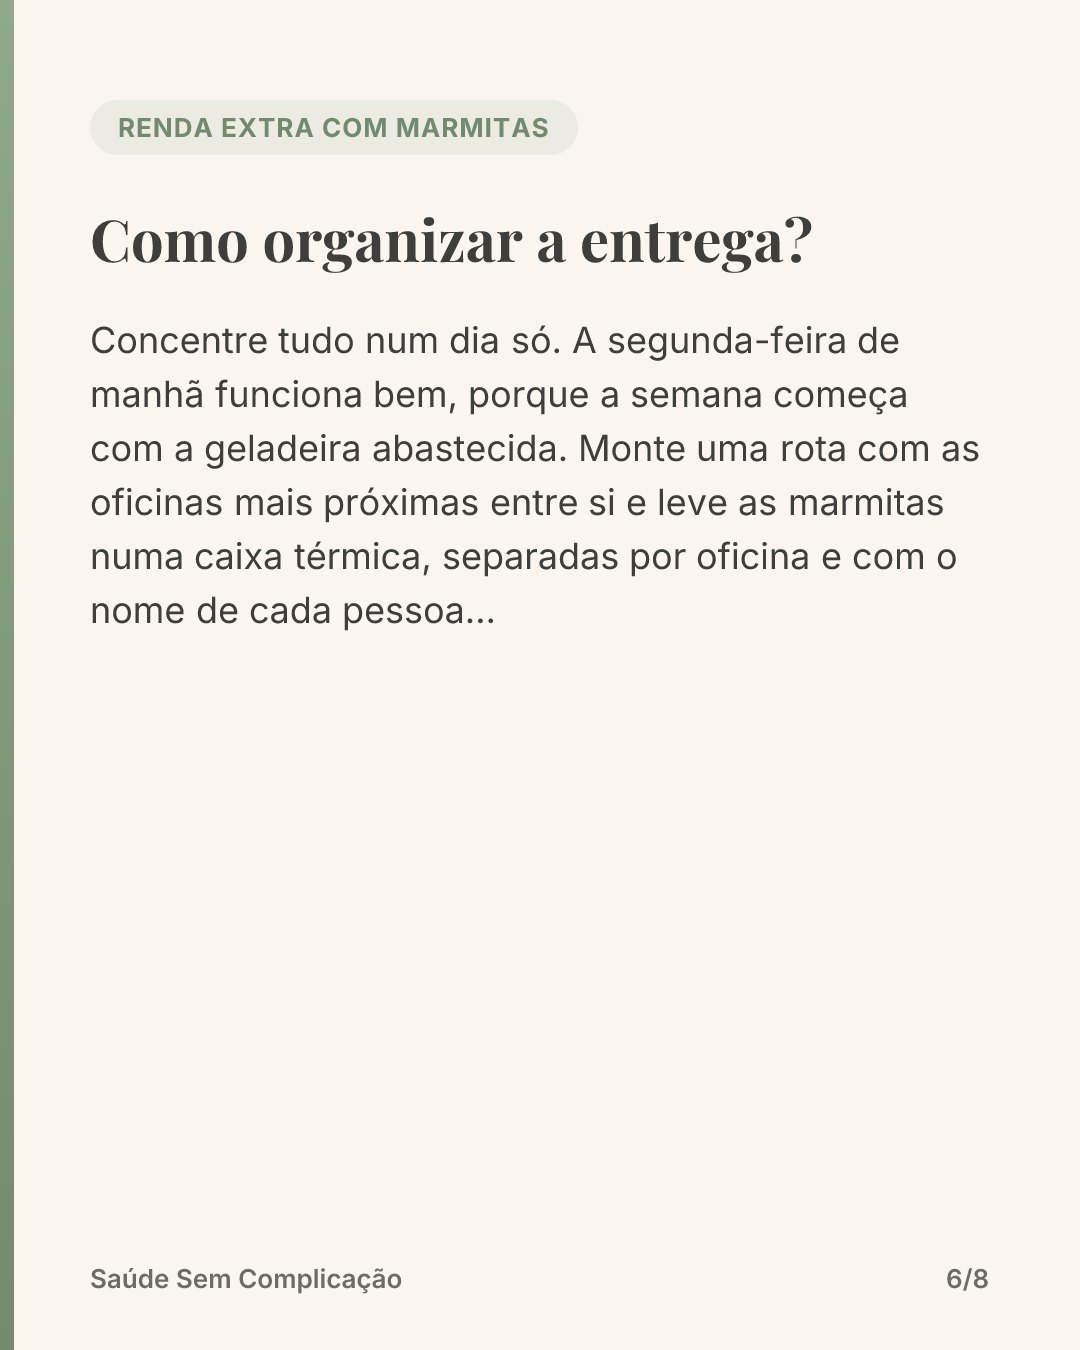 RENDA EXTRA COM MARMITAS
Como organizar a entrega?
Concentre tudo num dia só. A segunda-feira de
manhã funciona bem, porque a semana começa
com a geladeira abastecida. Monte uma rota com as
oficinas mais próximas entre si e leve as marmitas
numa caixa térmica, separadas por oficina e com o
nome de cada pessoa...
Saúde Sem Complicação
6/8